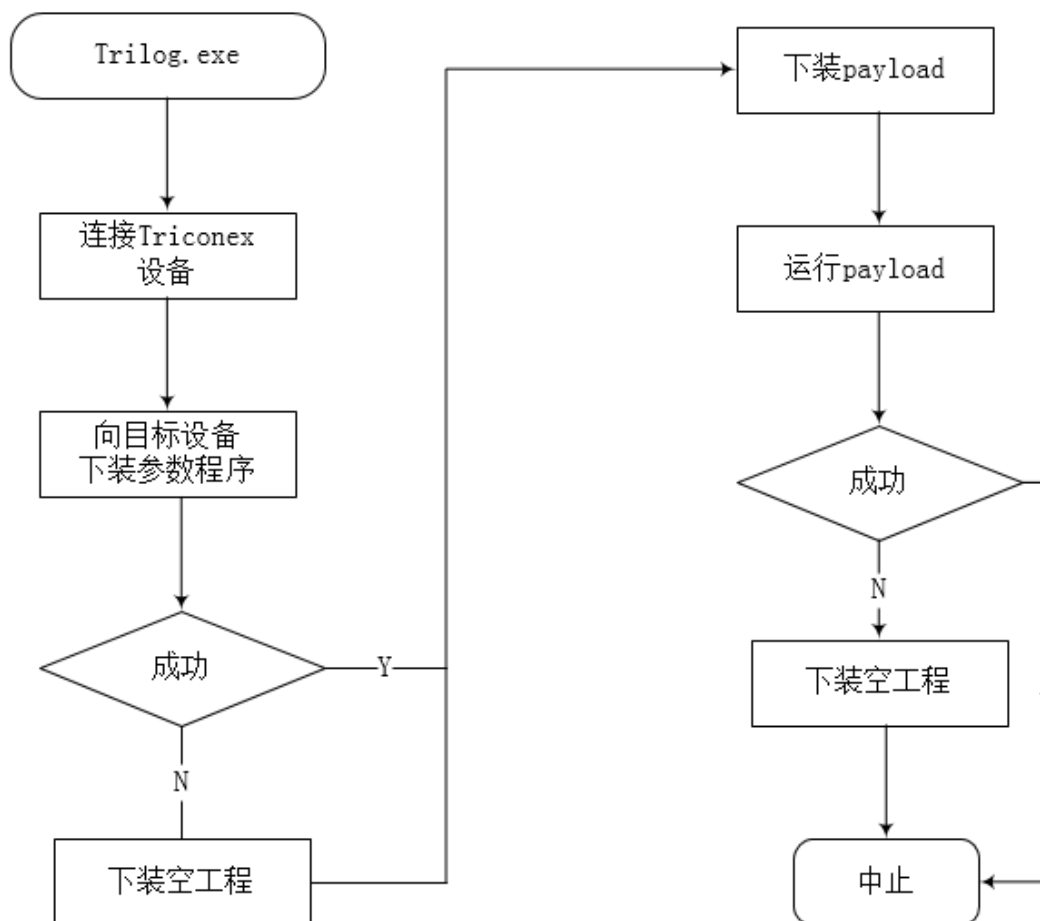 Trilog.exe
连接Triconex
设备
向目标设备
下装参数程序
成功
Y
N
下装空工程
下装payload
运行payload
成功
N
下装空工程
中止